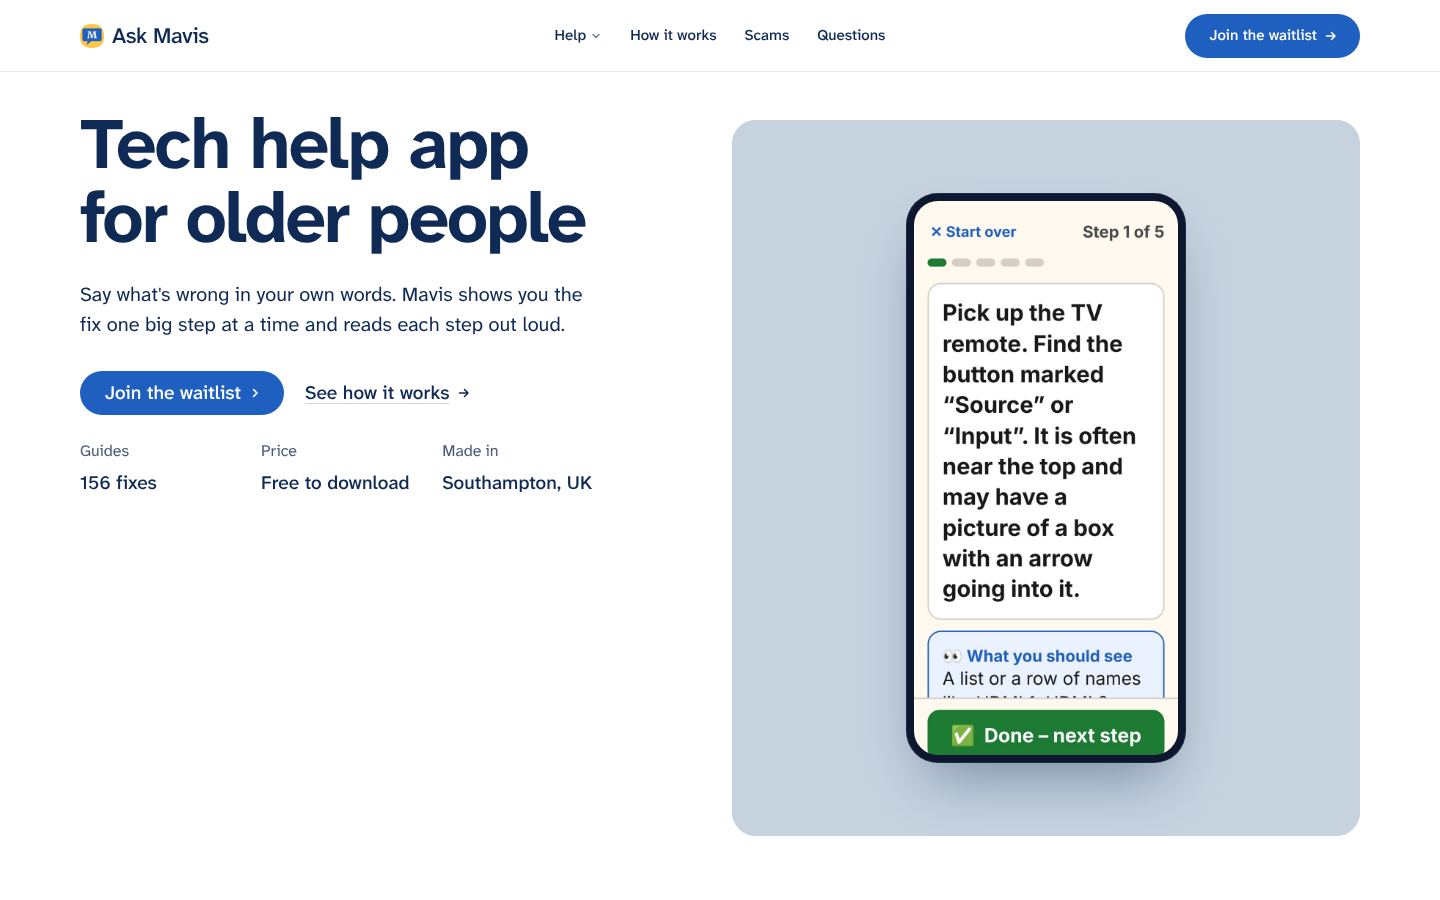 M Ask Mavis
Help
How it works
Scams
Questions
Join the waitlist →
Tech help app
for older people
Say what's wrong in your own words. Mavis shows you the
fix one big step at a time and reads each step out loud.
Join the waitlist ›
See how it works →
Guides
Price
Made in
156 fixes
Free to download
Southampton, UK
✕ Start over
Step 1 of 5
Pick up the TV
remote. Find the
button marked
“Source” or
“Input”. It is often
near the top and
may have a
picture of a box
with an arrow
going into it.
👀 What you should see
A list or a row of names
✅ Done – next step